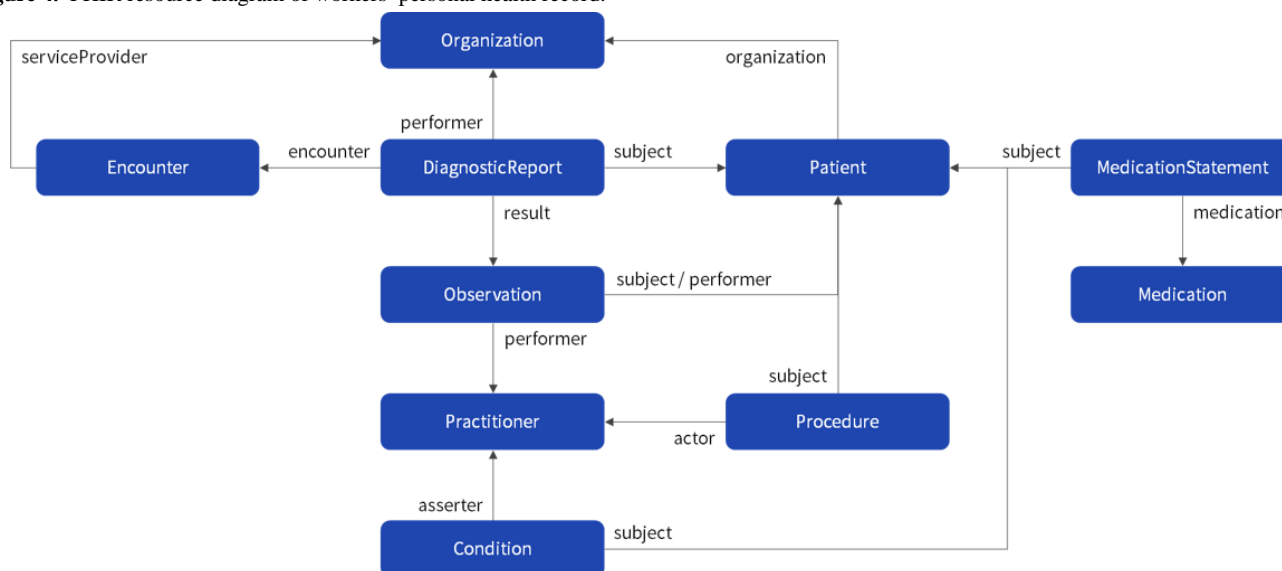 Organization
serviceProvider
organization
performer
encounter
subject
subject
Encounter
DiagnosticReport
Patient
MedicationStatement
result
medication
Observation
subject / performer
Medication
performer
subject
Practitioner
Procedure
actor
asserter
subject
Condition